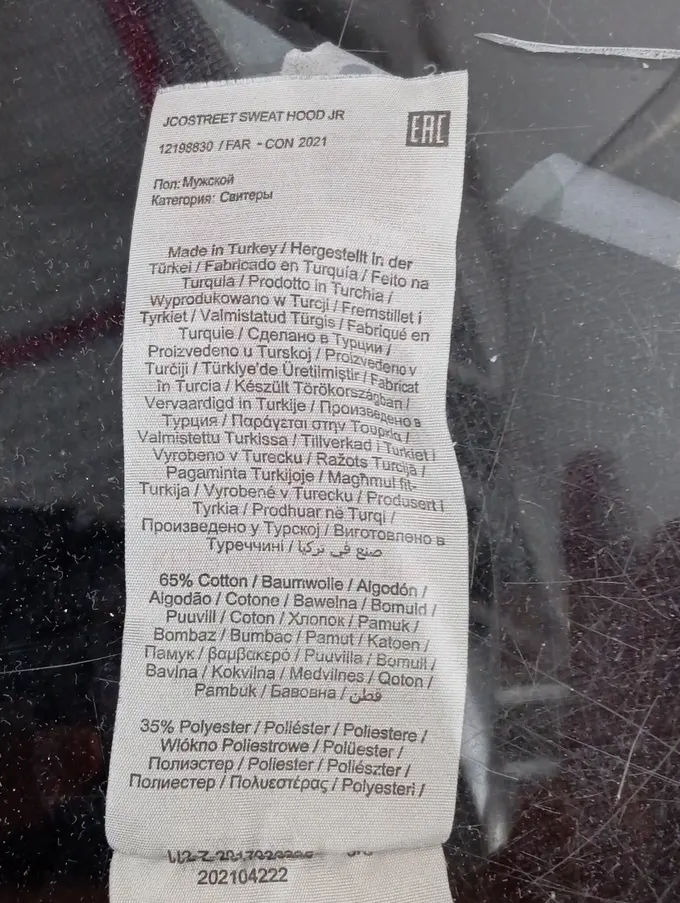 JCOSTREET SWEAT HOOD JR
EAC
12198630 / FAR - CON 2021
Пол: Мужской
Категория: Свитеры
Made in Turkey / Hergestellt in der
Türkei / Fabricado en Turquía / Feito na
Turquia / Prodotto in Turchia /
Wyprodukowano w Turcji / Fremstillet i
Tyrkiet / Valmistatud Türgis / Fabriqué en
Turquie / Сделано в Турции /
Proizvedeno u Turskoj / Proizvedeno v
Turčiji / Türkiye'de Üretilmiştir / Fabricat
în Turcia / Készült Törökországban /
Vervaardigd in Turkije / Произведено в
Турция / Παράγεται στην Τουρκία /
Valmistettu Turkissa / Tillverkad i Turkiet i
Vyrobeno v Turecku / Ražots Turcijā /
Pagaminta Turkijoje / Magħmul fit-
Turkija / Vyrobené v Turecku / Produsert i
Tyrkia / Prodhuar në Turqi /
Произведено у Турској / Виготовлено в
Туреччині / صنع في تركيا
65% Cotton / Baumwolle / Algodón /
Algodão / Cotone / Bawełna / Bomuld /
Puuvill / Coton / Хлопок / Pamuk /
Bombaž / Bumbac / Pamut / Katoen /
Памук / βαμβακερό / Puuvilla / Bomull /
Bavlna / Kokvilna / Medvilnės / Qoton /
Pambuk / Бавовна / قطن
35% Polyester / Poliéster / Poliestere /
Włókno Poliestrowe / Polüester /
Полиэстер / Poliester / Poliészter /
Полиестер / Πολυεστέρας / Polyesteri /
202104222